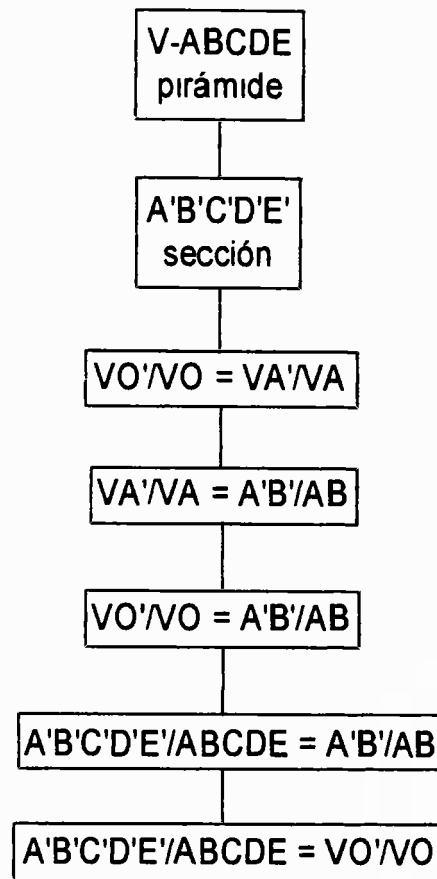 V-ABCDE
pirámide
A'B'C'D'E'
sección
VO'/VO = VA'/VA
VA'/VA = A'B'/AB
VO'/VO = A'B'/AB
A'B'C'D'E'/ABCDE = A'B'/AB
A'B'C'D'E'/ABCDE = VO'/VO